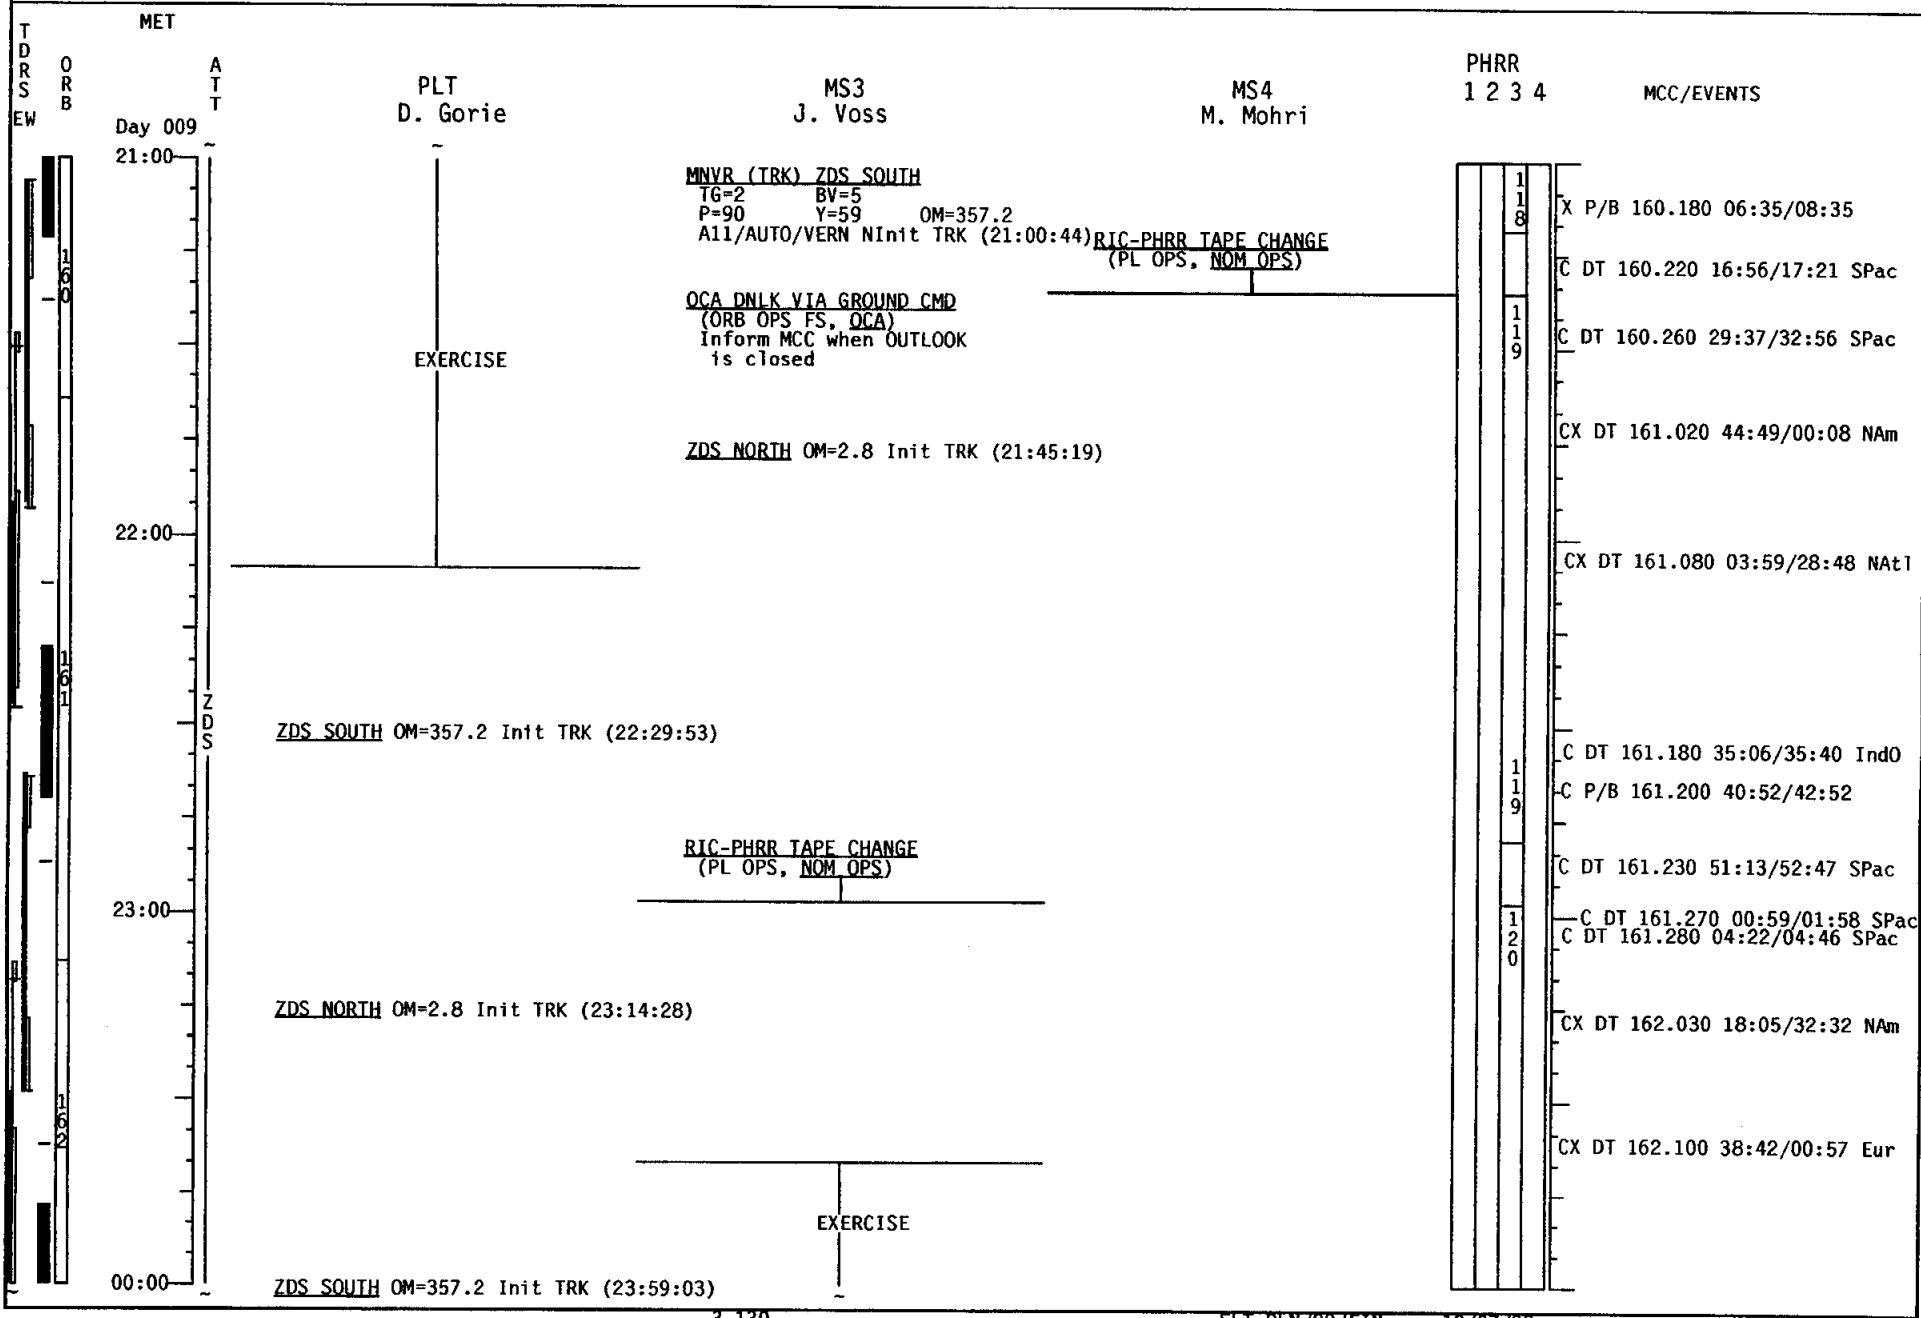 MET
TDRS
EW
ORB
ATT
PLT
D. Gorie
MS3
J. Voss
MS4
M. Mohri
PHRR
1 2 3 4
MCC/EVENTS
Day 009
21:00
MNVR (TRK) ZDS SOUTH
TG=2 BV=5
P=90 Y=59 OM=357.2
A11/AUTO/VERN NInit TRK (21:00:44)
RIC-PHRR TAPE CHANGE
(PL OPS, NOM OPS)
118
X P/B 160.180 06:35/08:35
160
C DT 160.220 16:56/17:21 SPac
OCA DNLK VIA GROUND CMD
(ORB OPS FS, OCA)
Inform MCC when OUTLOOK
is closed
119
C DT 160.260 29:37/32:56 SPac
EXERCISE
CX DT 161.020 44:49/00:08 NAm
ZDS NORTH OM=2.8 Init TRK (21:45:19)
22:00
CX DT 161.080 03:59/28:48 NAtl
161
ZDS
ZDS SOUTH OM=357.2 Init TRK (22:29:53)
C DT 161.180 35:06/35:40 IndO
119
C P/B 161.200 40:52/42:52
RIC-PHRR TAPE CHANGE
(PL OPS, NOM OPS)
C DT 161.230 51:13/52:47 SPac
23:00
120
C DT 161.270 00:59/01:58 SPac
C DT 161.280 04:22/04:46 SPac
ZDS NORTH OM=2.8 Init TRK (23:14:28)
CX DT 162.030 18:05/32:32 NAm
162
CX DT 162.100 38:42/00:57 Eur
EXERCISE
00:00
ZDS SOUTH OM=357.2 Init TRK (23:59:03)